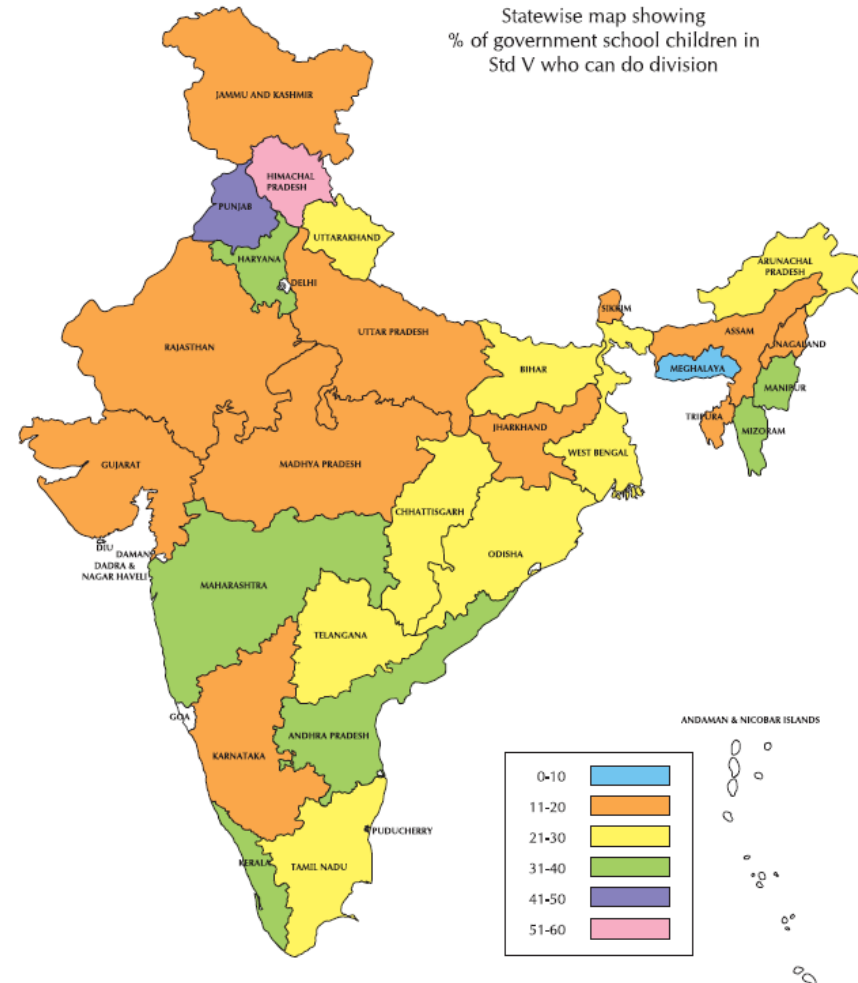 Statewise map showing
% of government school children in
Std V who can do division
JAMMU AND KASHMIR
HIMACHAL
PRADESH
PUNJAB
UTTARAKHAND
HARYANA
DELHI
ARUNACHAL
PRADESH
SIKKIM
RAJASTHAN
UTTAR PRADESH
ASSAM
NAGALAND
BIHAR
MEGHALAYA
MANIPUR
TRIPURA
JHARKHAND
MIZORAM
GUJARAT
MADHYA PRADESH
WEST BENGAL
CHHATTISGARH
DIU
DAMAN
DADRA &
NAGAR HAVELI
ODISHA
MAHARASHTRA
TELANGANA
GOA
ANDHRA PRADESH
KARNATAKA
ANDAMAN & NICOBAR ISLANDS
PUDUCHERRY
KERALA
TAMIL NADU
0-10
11-20
21-30
31-40
41-50
51-60